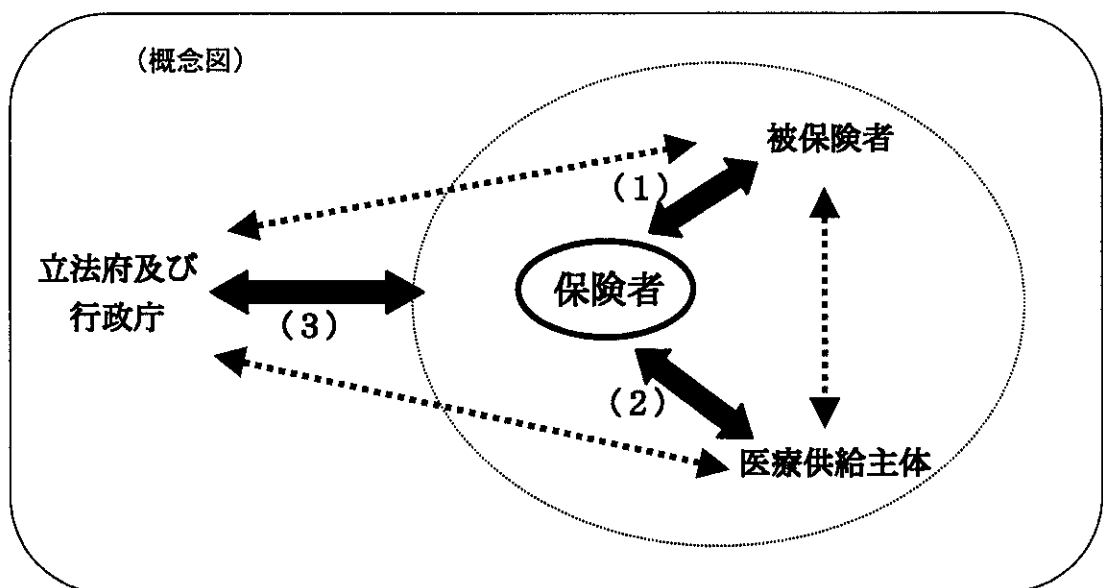 (概念図)
被保険者
(1)
立法府及び
行政庁
保険者
(3)
(2)
医療供給主体